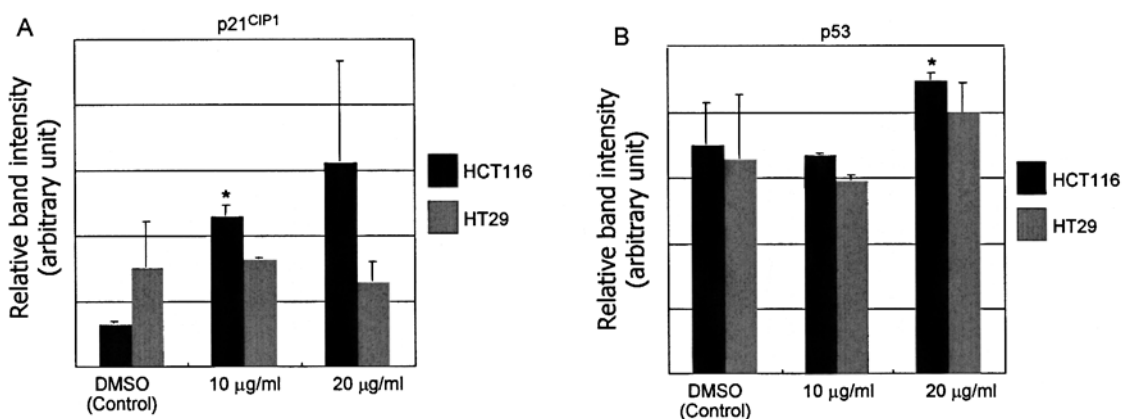 A
p21CIP1
Relative band intensity
(arbitrary unit)
*
HCT116
HT29
DMSO
(Control)
10 µg/ml
20 µg/ml
B
p53
Relative band intensity
(arbitrary unit)
*
HCT116
HT29
DMSO
(Control)
10 µg/ml
20 µg/ml